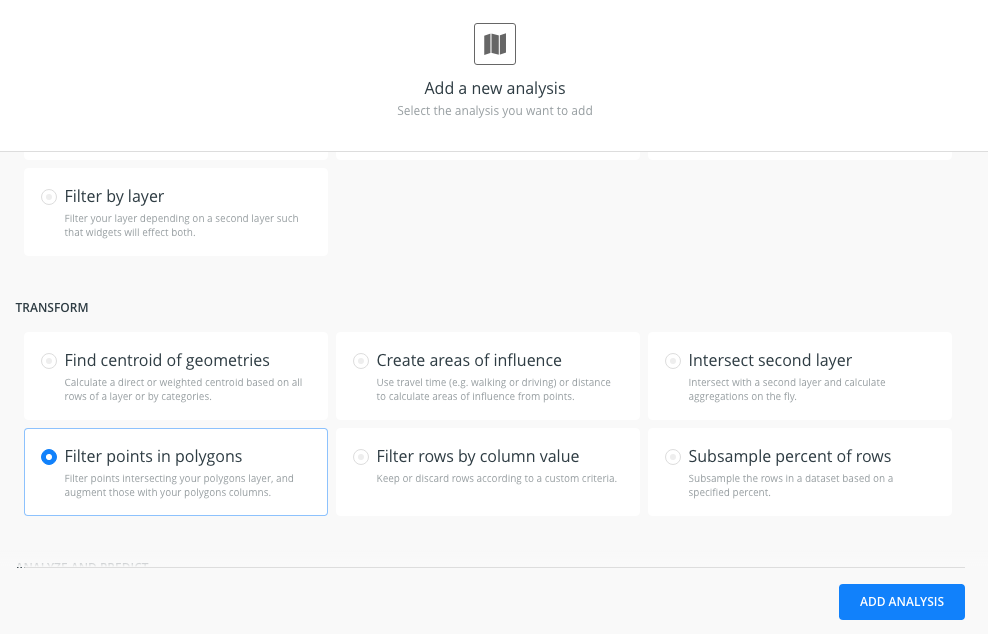 Add a new analysis
Select the analysis you want to add
Filter by layer
Filter your layer depending on a second layer such
that widgets will effect both.
TRANSFORM
Find centroid of geometries
Calculate a direct or weighted centroid based on all
rows of a layer or by categories.
Create areas of influence
Use travel time (e.g. walking or driving) or distance
to calculate areas of influence from points.
Intersect second layer
Intersect with a second layer and calculate
aggregations on the fly.
Filter points in polygons
Filter points intersecting your polygons layer, and
augment those with your polygons columns.
Filter rows by column value
Keep or discard rows according to a custom criteria.
Subsample percent of rows
Subsample the rows in a dataset based on a
specified percent.
ANALYZE AND PREDICT
ADD ANALYSIS